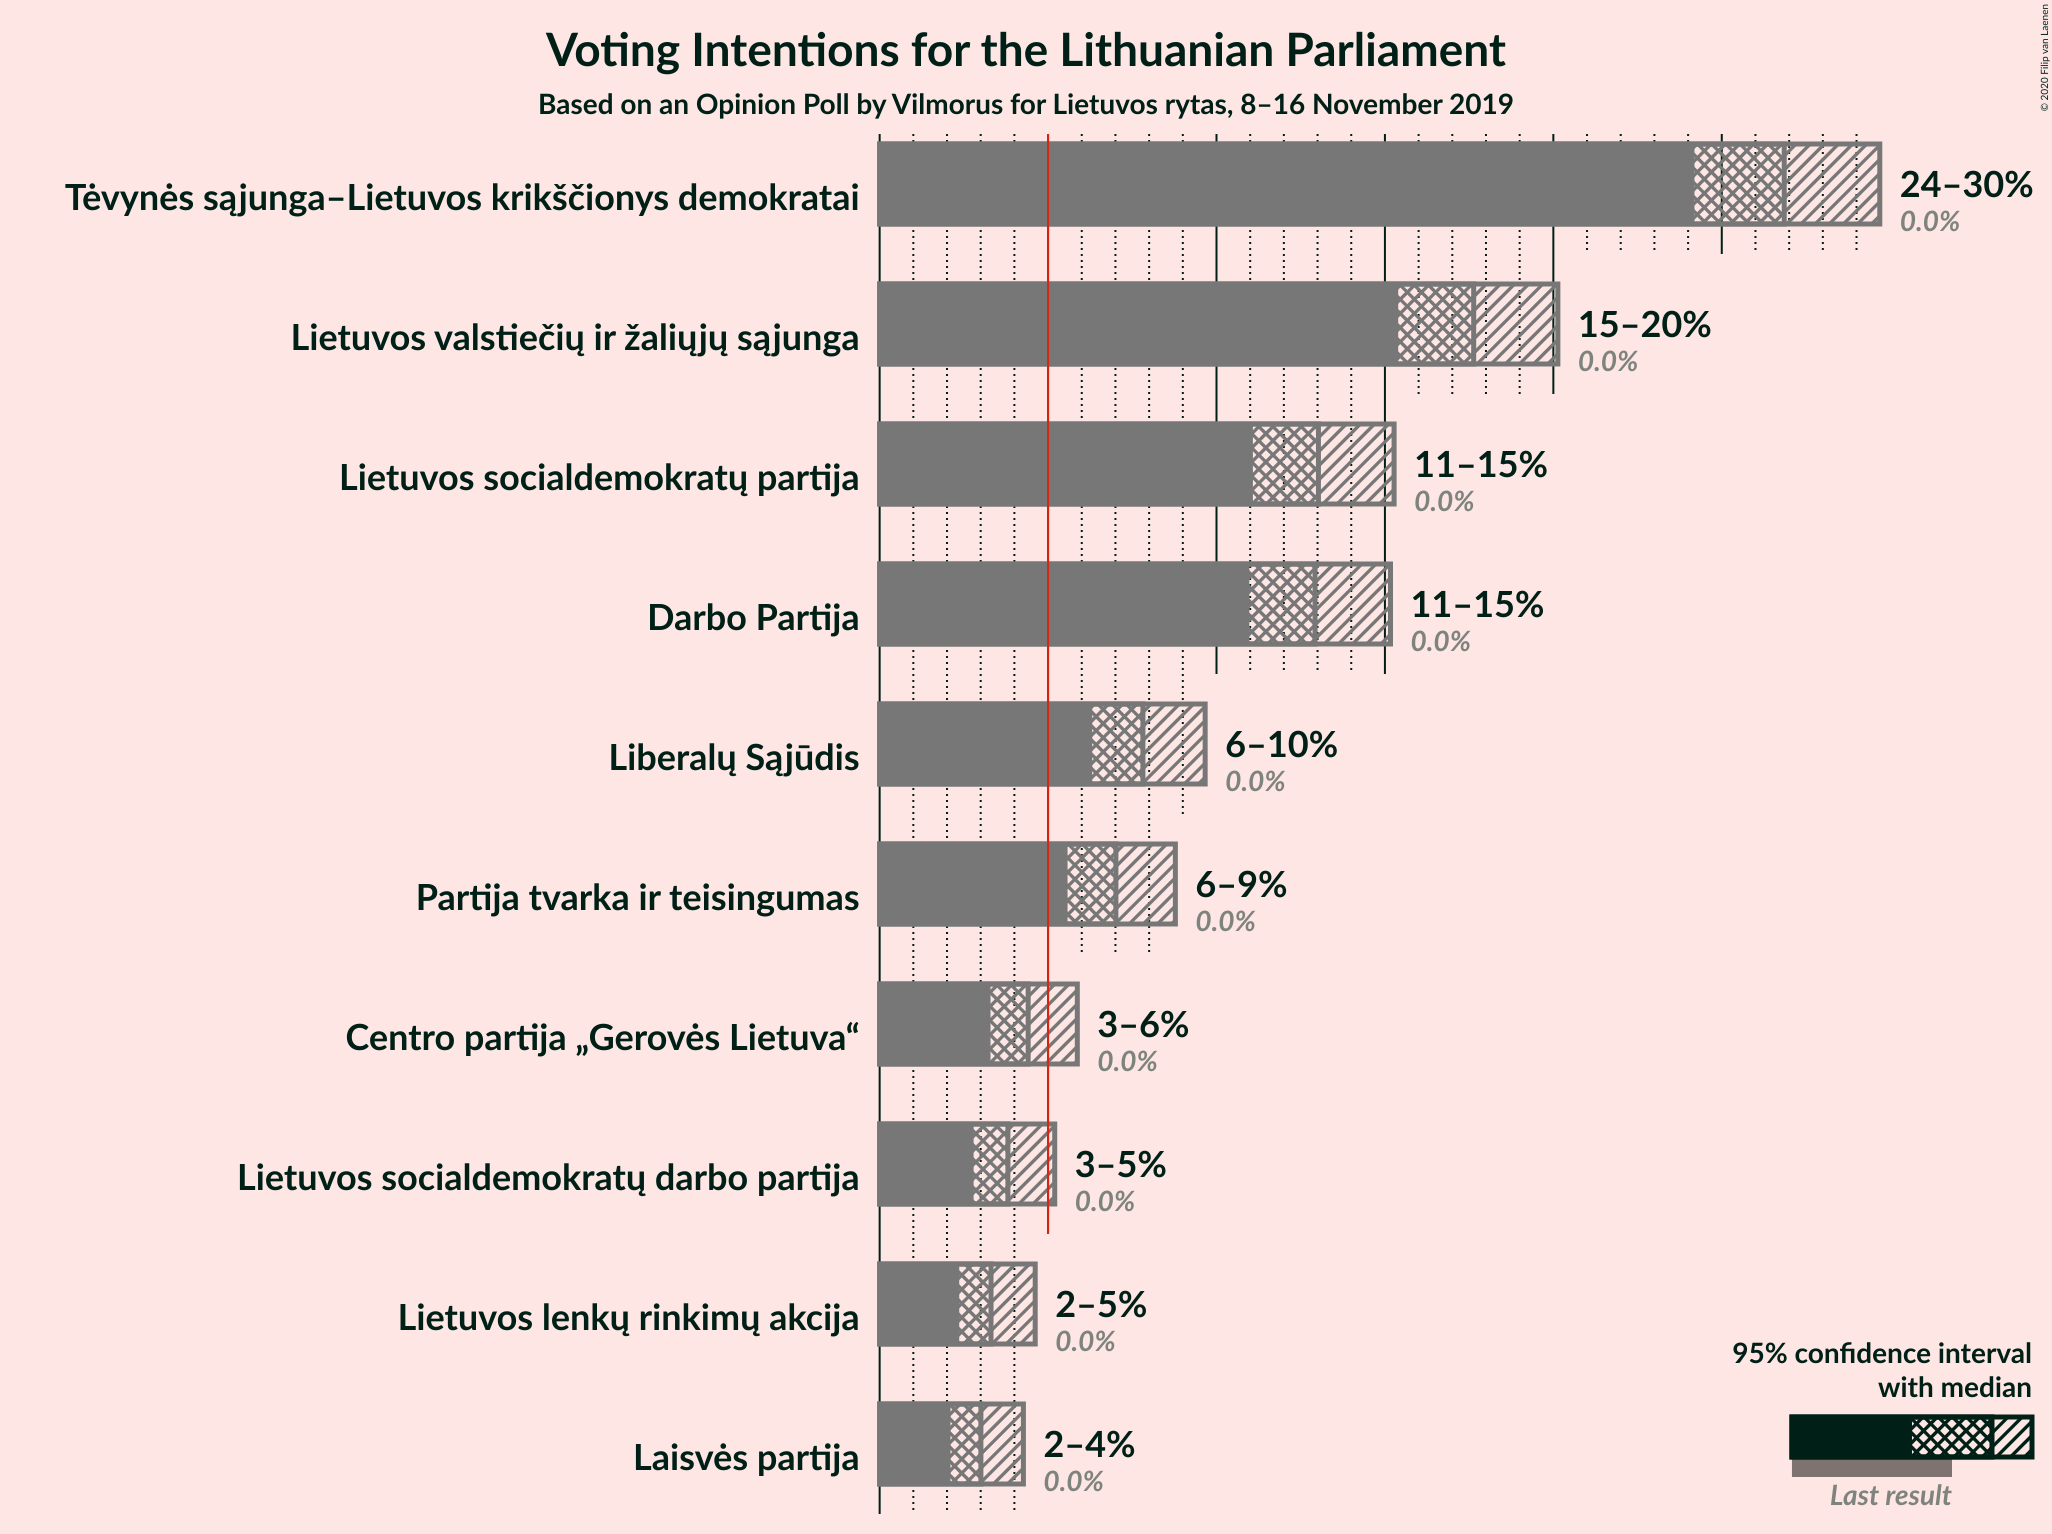 Voting Intentions for the Lithuanian Parliament
Based on an Opinion Poll by Vilmorus for Lietuvos rytas, 8–16 November 2019
© 2020 Filip van Laenen
Tėvynės sąjunga–Lietuvos krikščionys demokratai
24–30%
0.0%
Lietuvos valstiečių ir žaliųjų sąjunga
15–20%
0.0%
Lietuvos socialdemokratų partija
11–15%
0.0%
Darbo Partija
11–15%
0.0%
Liberalų Sąjūdis
6–10%
0.0%
Partija tvarka ir teisingumas
6–9%
0.0%
Centro partija „Gerovės Lietuva“
3–6%
0.0%
Lietuvos socialdemokratų darbo partija
3–5%
0.0%
Lietuvos lenkų rinkimų akcija
2–5%
0.0%
Laisvės partija
2–4%
0.0%
95% confidence interval
with median
Last result